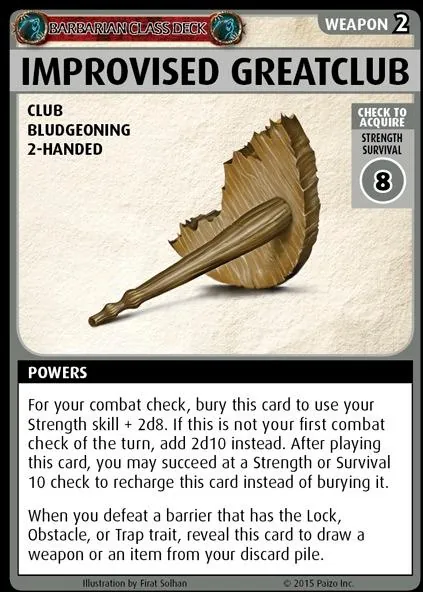 BARBARIAN CLASS DECK
WEAPON 2
IMPROVISED GREATCLUB
CLUB
BLUDGEONING
2-HANDED
CHECK TO
ACQUIRE
STRENGTH
SURVIVAL
8
POWERS
For your combat check, bury this card to use your
Strength skill + 2d8. If this is not your first combat
check of the turn, add 2d10 instead. After playing
this card, you may succeed at a Strength or Survival
10 check to recharge this card instead of burying it.
When you defeat a barrier that has the Lock,
Obstacle, or Trap trait, reveal this card to draw a
weapon or an item from your discard pile.
Illustration by Firat Solhan
© 2015 Paizo Inc.